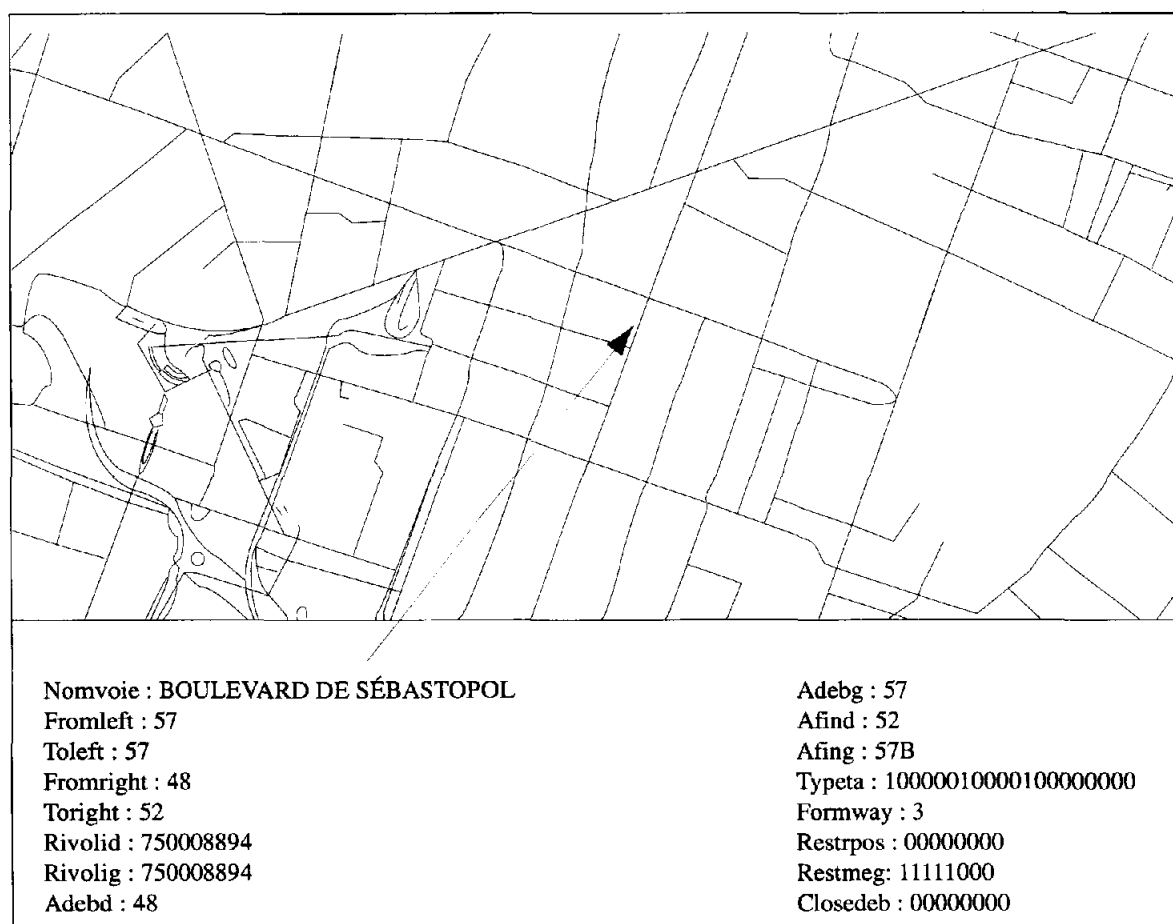 Nomvoie : BOULEVARD DE SÉBASTOPOL
Fromleft : 57
Toleft : 57
Fromright : 48
Toright : 52
Rivolid : 750008894
Rivolig : 750008894
Adebd : 48
Adebg : 57
Afind : 52
Afing : 57B
Typeta : 10000010000100000000
Formway : 3
Restrpos : 00000000
Restmeg: 11111000
Closedeb : 00000000